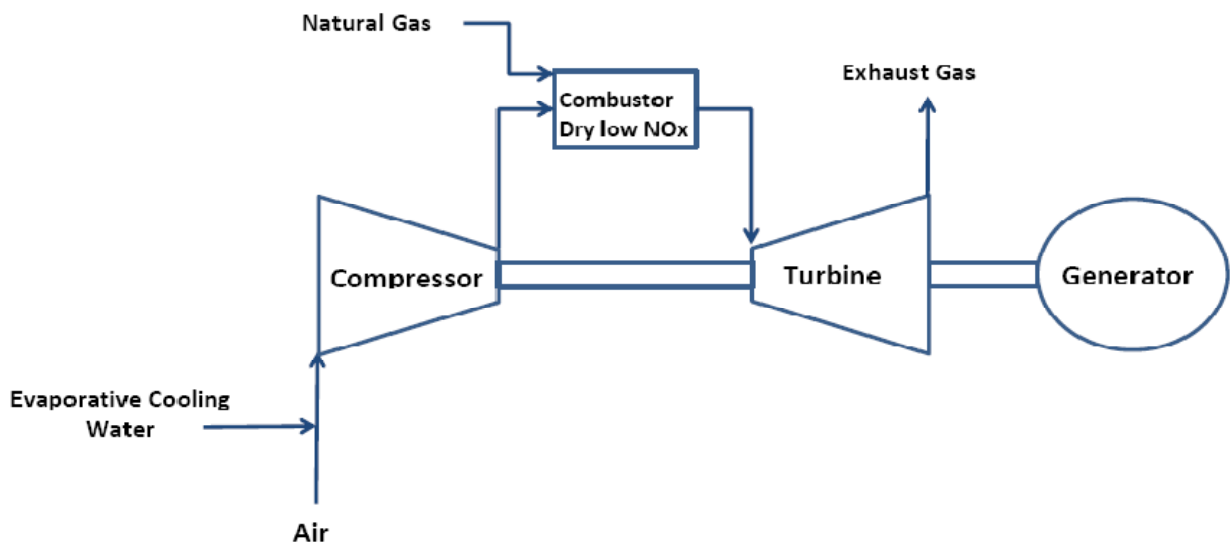 Natural Gas
Combustor
Dry low NOx
Exhaust Gas
Compressor
Turbine
Generator
Evaporative Cooling
Water
Air